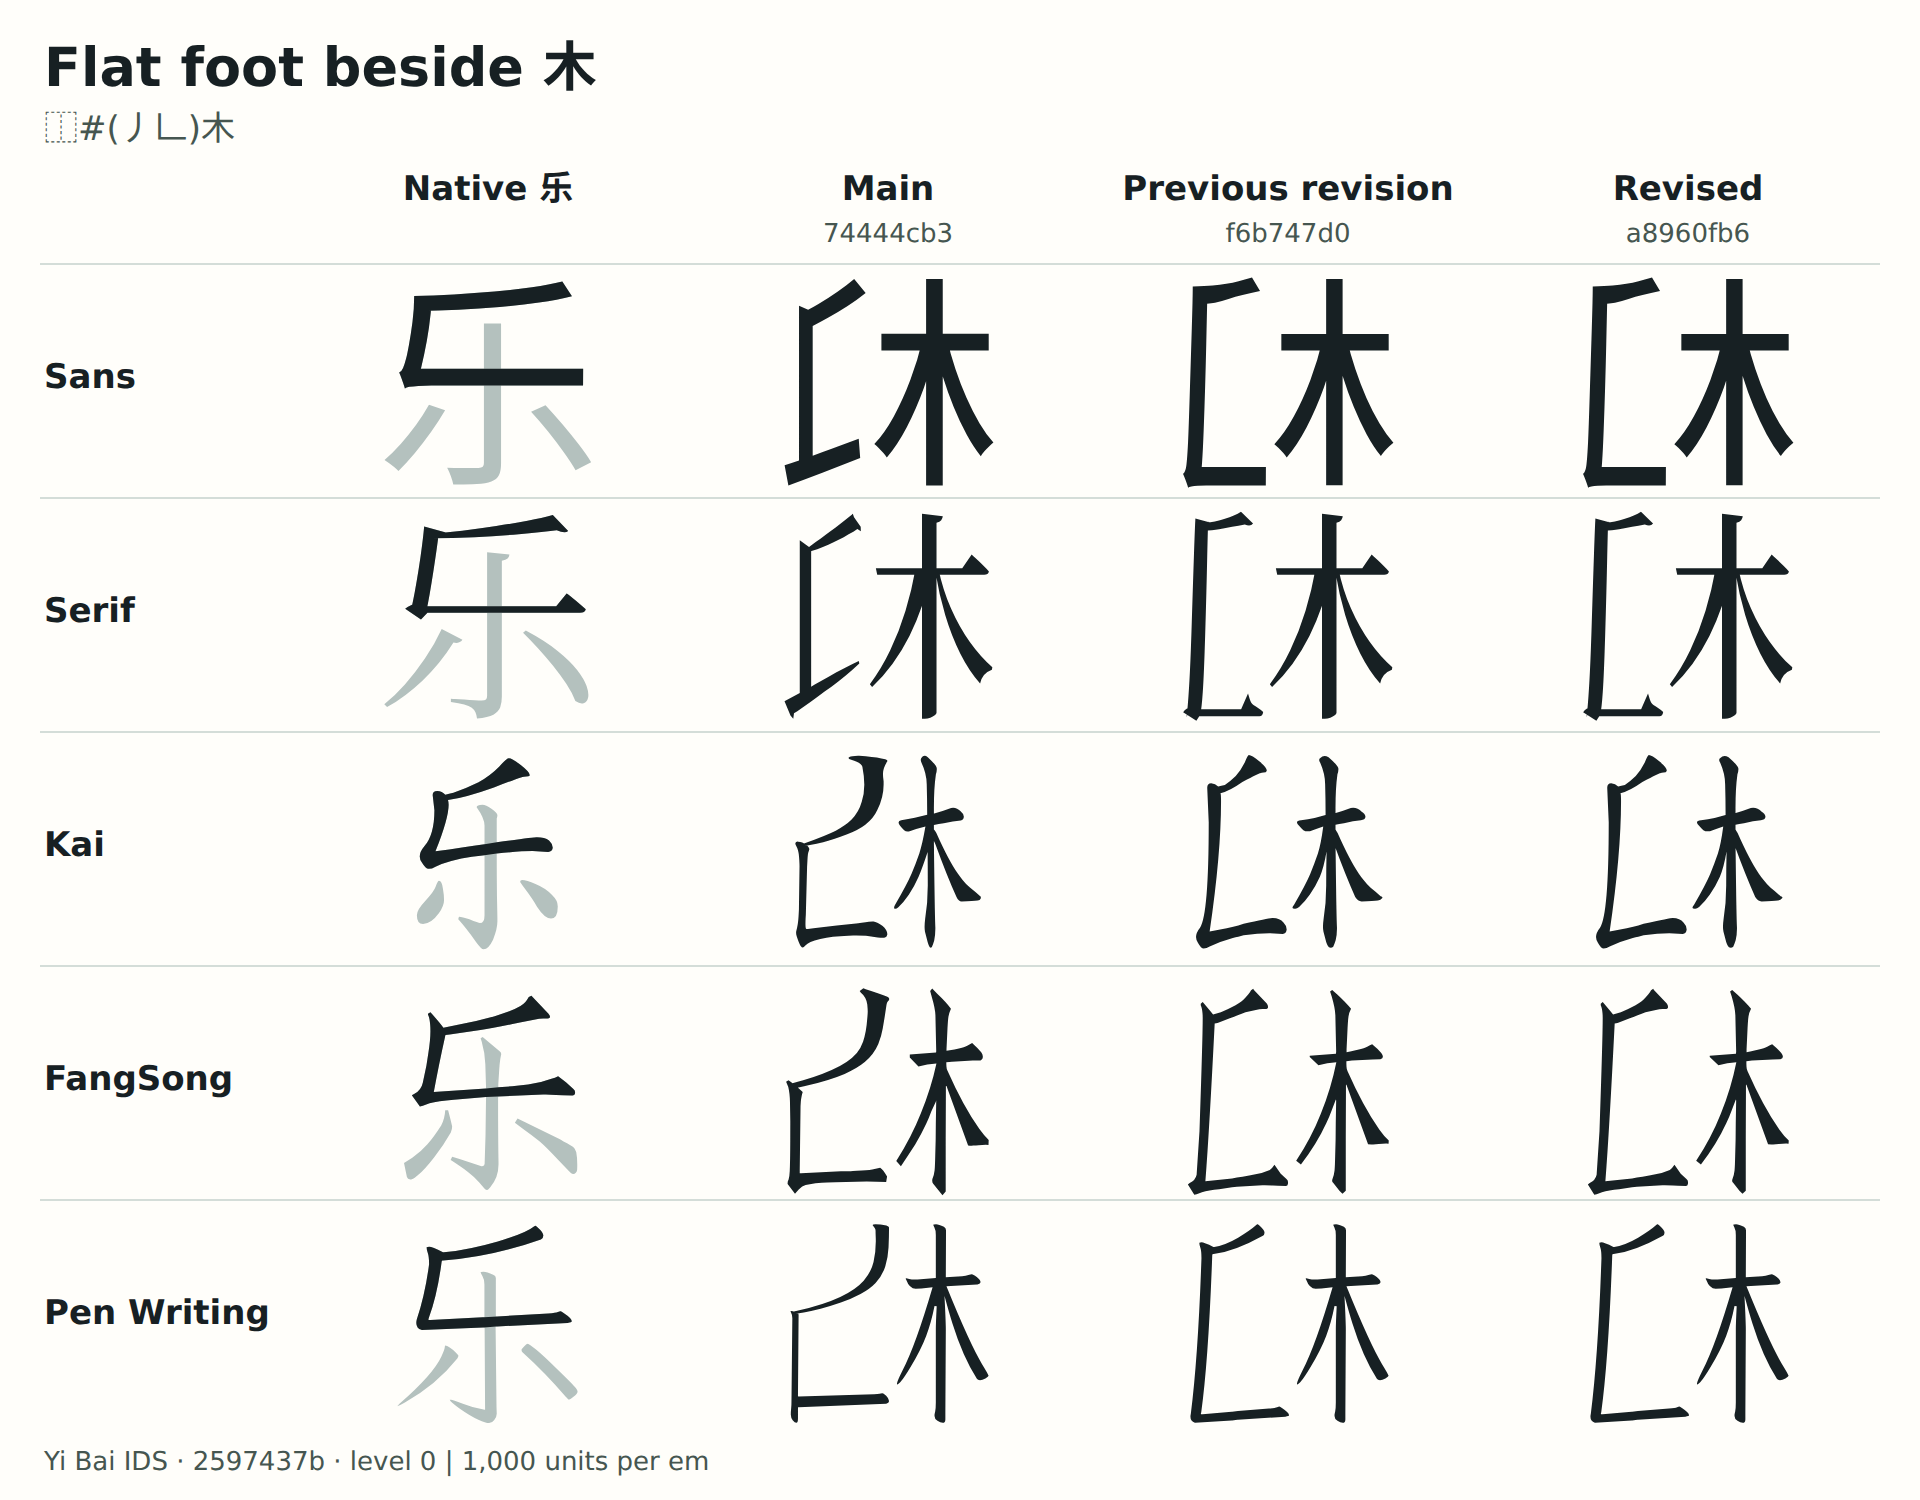 Flat foot beside 木
⿰#(丿𠃊)木
Native 乐
Main
Previous revision
Revised
74444cb3
f6b747d0
a8960fb6
Sans
Serif
Kai
FangSong
Pen Writing
Yi Bai IDS · 2597437b · level 0 | 1,000 units per em